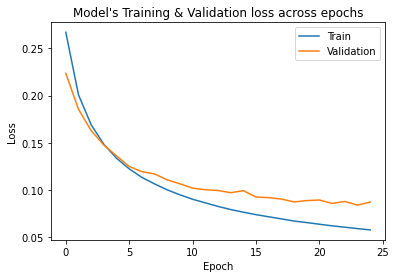 Model's Training & Validation loss across epochs
Train
Validation
Loss
0.25
0.20
0.15
0.10
0.05
0
5
10
15
20
25
Epoch